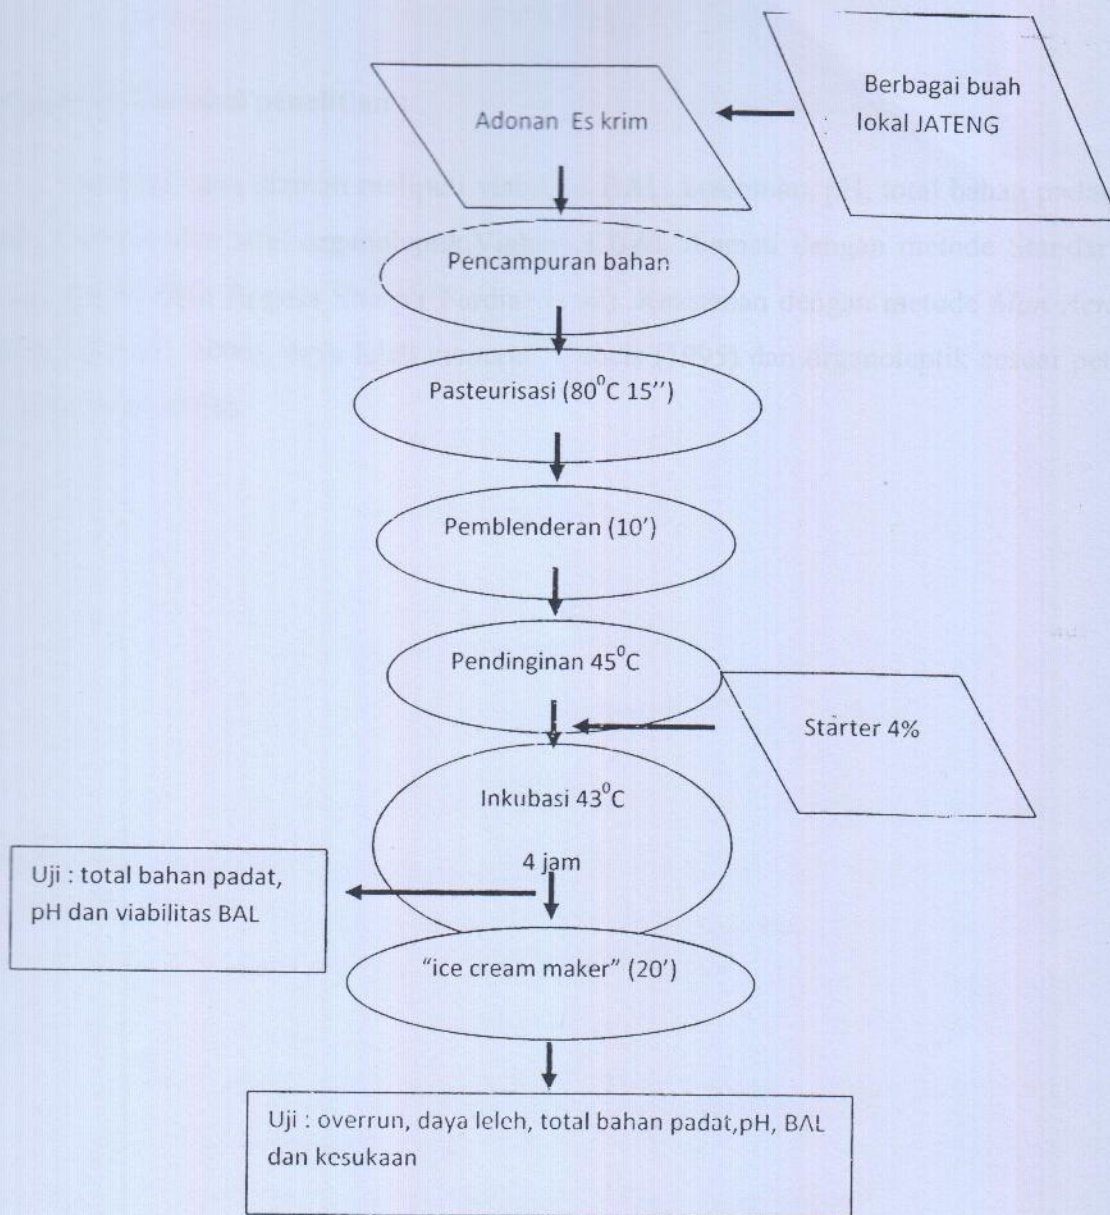 Berbagai buah
lokal JATENG
Adonan Es krim
Pencampuran bahan
Pasteurisasi (80⁰C 15’’)
Pemblenderan (10’)
Pendinginan 45⁰C
Starter 4%
Inkubasi 43⁰C
4 jam
Uji : total bahan padat,
pH dan viabilitas BAL
“ice cream maker” (20’)
Uji : overrun, daya leleh, total bahan padat,pH, BAL
dan kesukaan